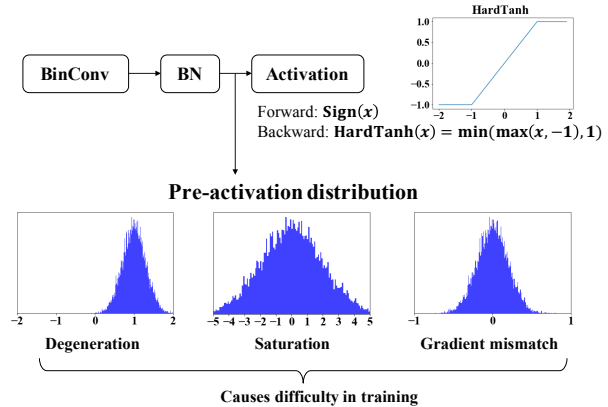 HardTanh
1.0
0.5
0.0
−0.5
−1.0
−2 −1 0 1 2
BinConv BN Activation
Forward: Sign(x)
Backward: HardTanh(x) = min(max(x, −1), 1)
Pre-activation distribution
−2 −1 0 1 2
−5 −4 −3 −2 −1 0 1 2 3 4 5
−1 0 1
Degeneration Saturation Gradient mismatch
Causes difficulty in training